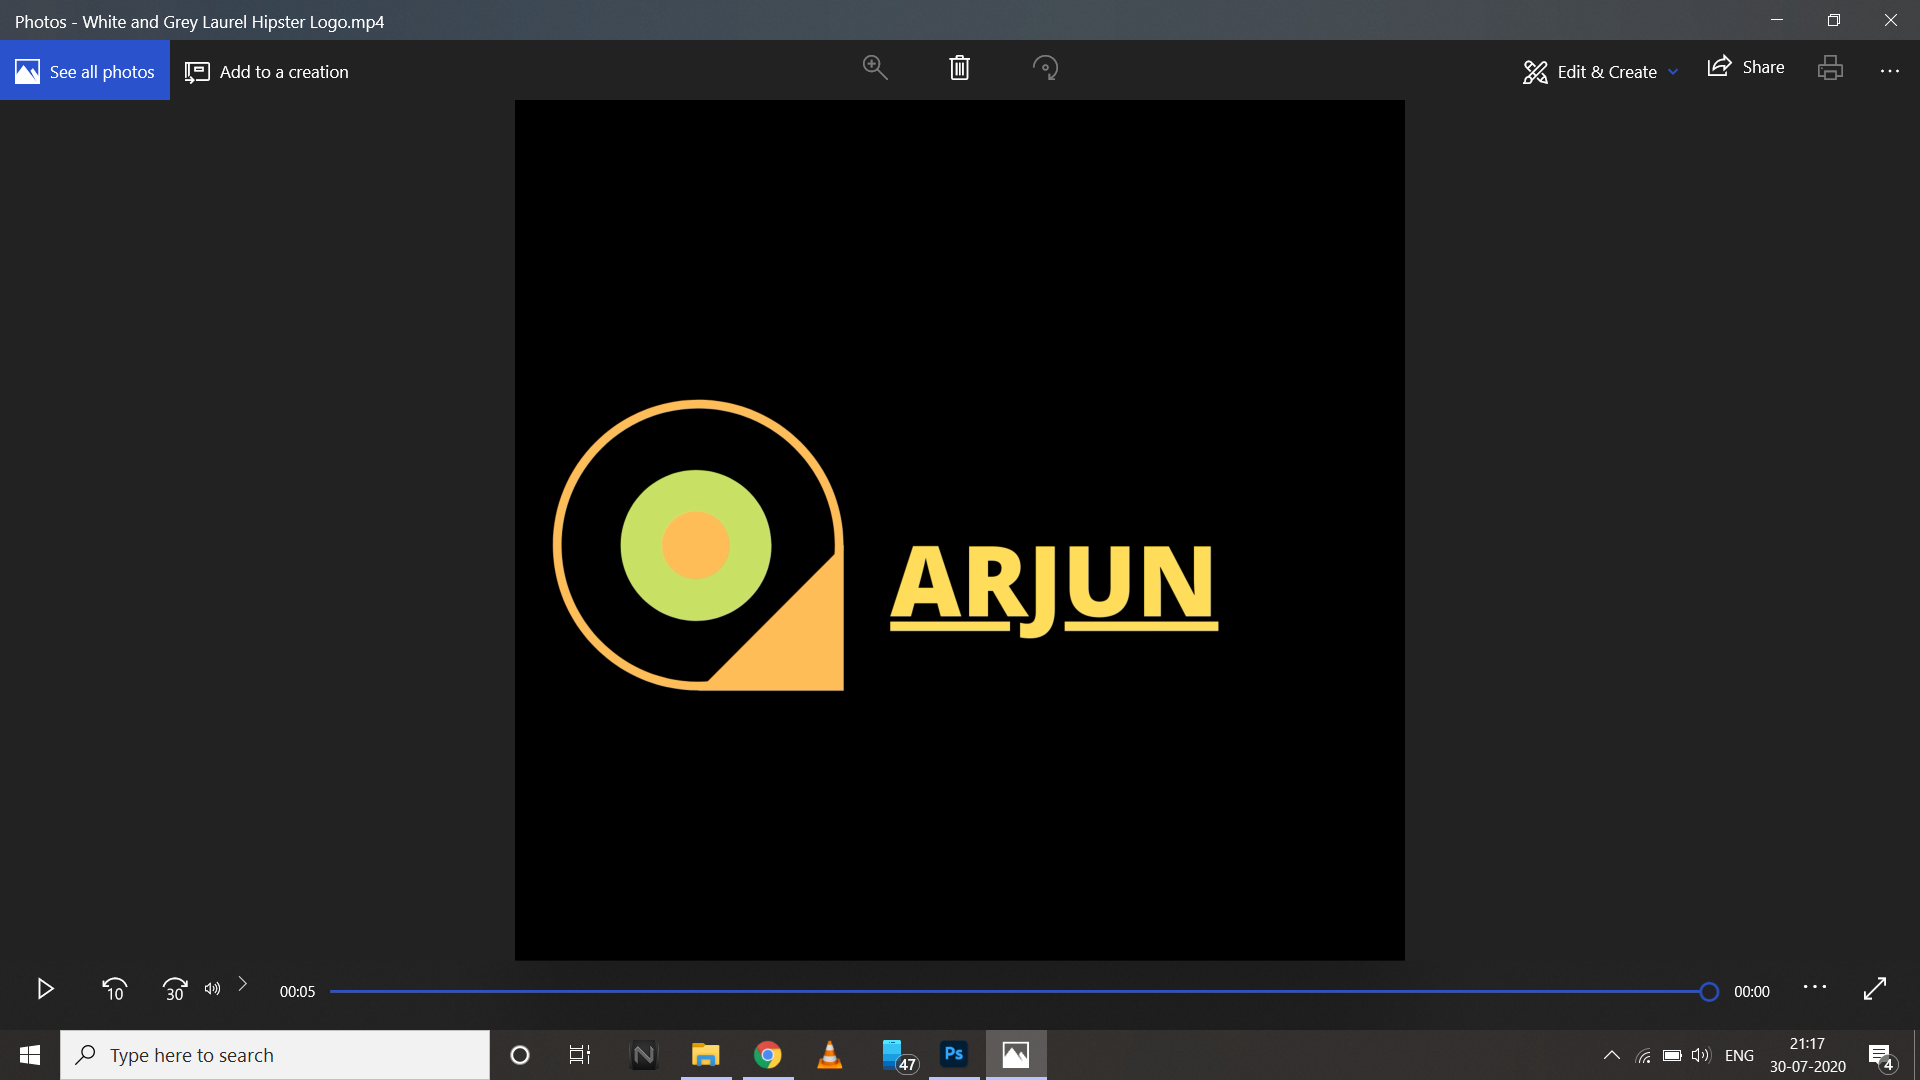 Photos - White and Grey Laurel Hipster Logo.mp4
See all photos
Add to a creation
Edit & Create
Share
ARJUN
10
30
00:05
00:00
Type here to search
N
47
Ps
ENG
21:17
30-07-2020
4